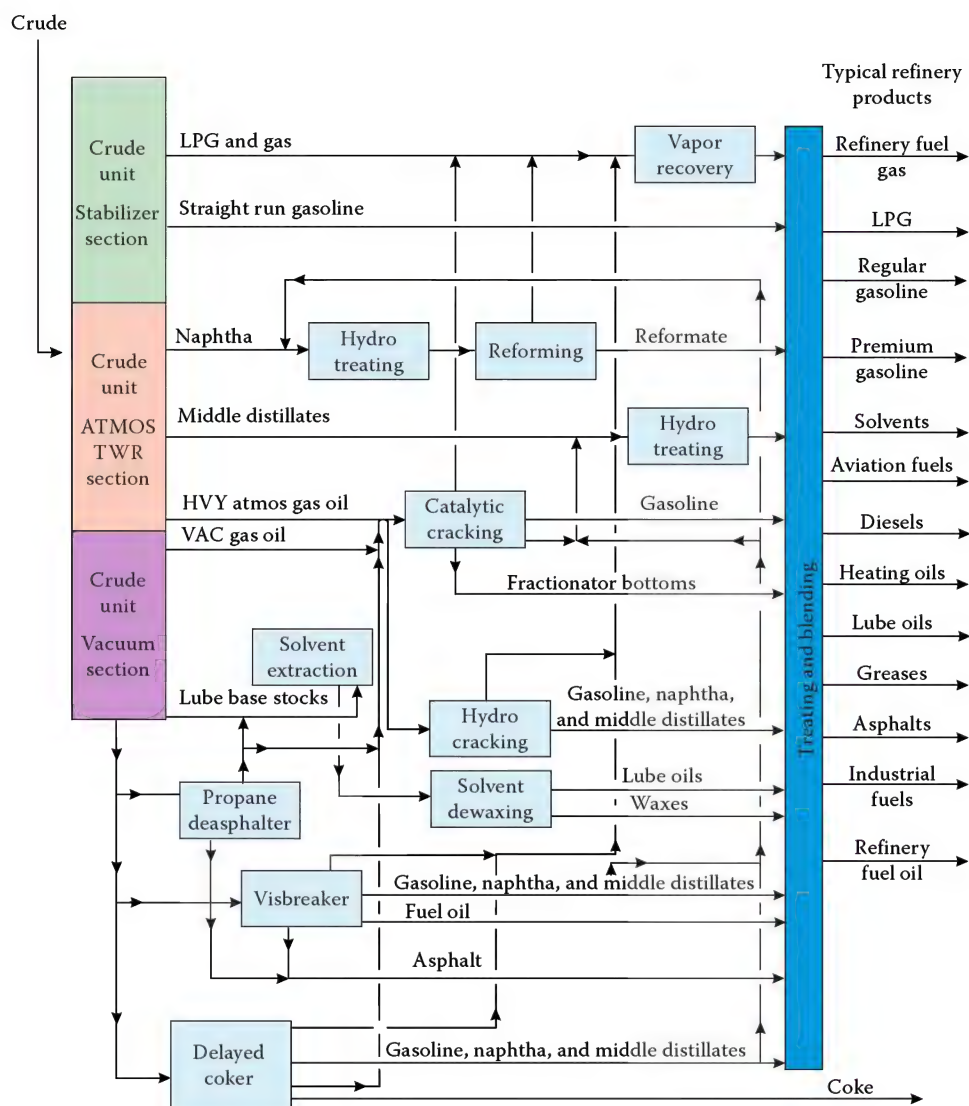 Crude
Typical refinery
products
Crude
unit
Stabilizer
section
LPG and gas
Vapor
recovery
Refinery fuel
gas
Straight run gasoline
LPG
Regular
gasoline
Crude
unit
ATMOS
TWR
section
Naphtha
Hydro
treating
Reforming
Reformate
Premium
gasoline
Middle distillates
Hydro
treating
Solvents
Aviation fuels
HVY atmos gas oil
VAC gas oil
Catalytic
cracking
Gasoline
Diesels
Fractionator bottoms
Heating oils
Crude
unit
Vacuum
section
Solvent
extraction
Lube base stocks
Treating and blending
Lube oils
Hydro
cracking
Gasoline, naphtha,
and middle distillates
Greases
Asphalts
Propane
deasphalter
Solvent
dewaxing
Lube oils
Waxes
Industrial
fuels
Refinery
fuel oil
Visbreaker
Gasoline, naphtha, and middle distillates
Fuel oil
Asphalt
Delayed
coker
Gasoline, naphtha, and middle distillates
Coke